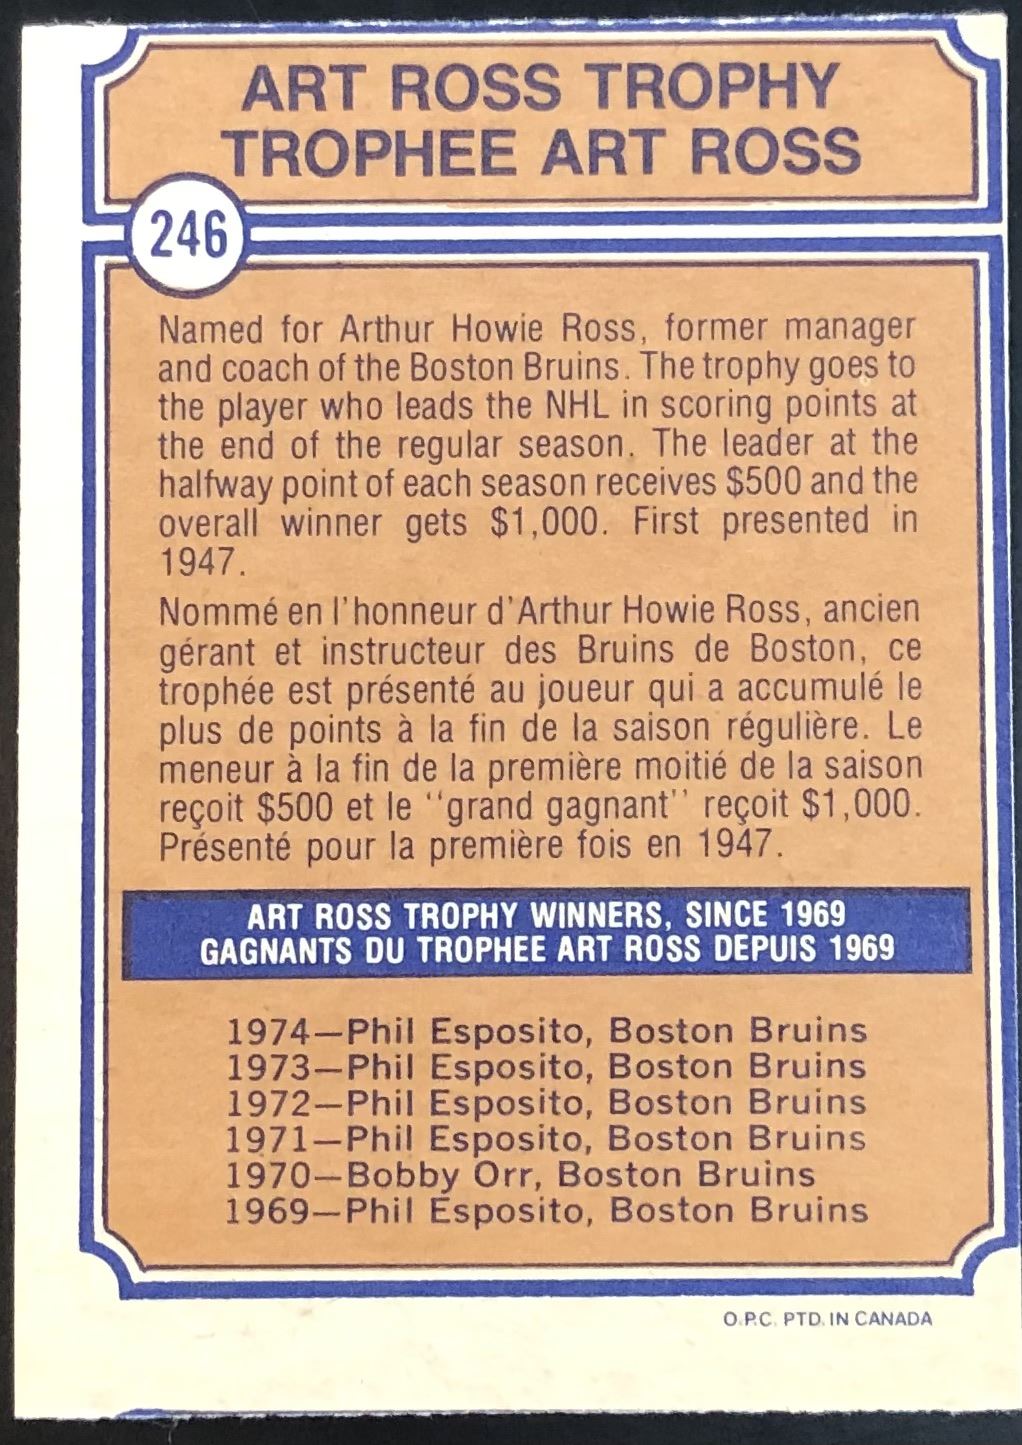 ART ROSS TROPHY
TROPHEE ART ROSS
246
Named for Arthur Howie Ross, former manager
and coach of the Boston Bruins. The trophy goes to
the player who leads the NHL in scoring points at
the end of the regular season. The leader at the
halfway point of each season receives $500 and the
overall winner gets $1,000. First presented in
1947.
Nommé en l'honneur d'Arthur Howie Ross, ancien
gérant et instructeur des Bruins de Boston, ce
trophée est présenté au joueur qui a accumulé le
plus de points à la fin de la saison régulière. Le
meneur à la fin de la première moitié de la saison
reçoit $500 et le "grand gagnant" reçoit $1,000.
Présenté pour la première fois en 1947.
ART ROSS TROPHY WINNERS, SINCE 1969
GAGNANTS DU TROPHEE ART ROSS DEPUIS 1969
1974—Phil Esposito, Boston Bruins
1973—Phil Esposito, Boston Bruins
1972—Phil Esposito, Boston Bruins
1971—Phil Esposito, Boston Bruins
1970—Bobby Orr, Boston Bruins
1969—Phil Esposito, Boston Bruins
O.P.C. PTD. IN CANADA